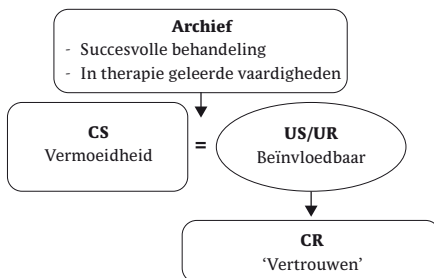 Archief
- Succesvolle behandeling
- In therapie geleerde vaardigheden
CS
Vermoeidheid
=
US/UR
Beïnvloedbaar
CR
‘Vertrouwen’